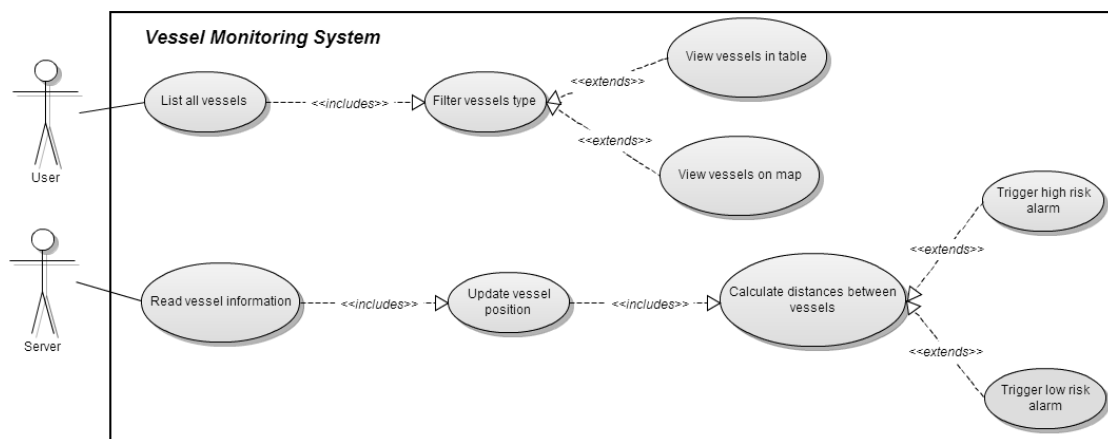 Vessel Monitoring System
View vessels in table
<<extends>>
List all vessels
<<includes>>
Filter vessels type
<<extends>>
View vessels on map
User
Trigger high risk
alarm
<<extends>>
Read vessel information
<<includes>>
Update vessel
position
<<includes>>
Calculate distances between
vessels
Server
<<extends>>
Trigger low risk
alarm